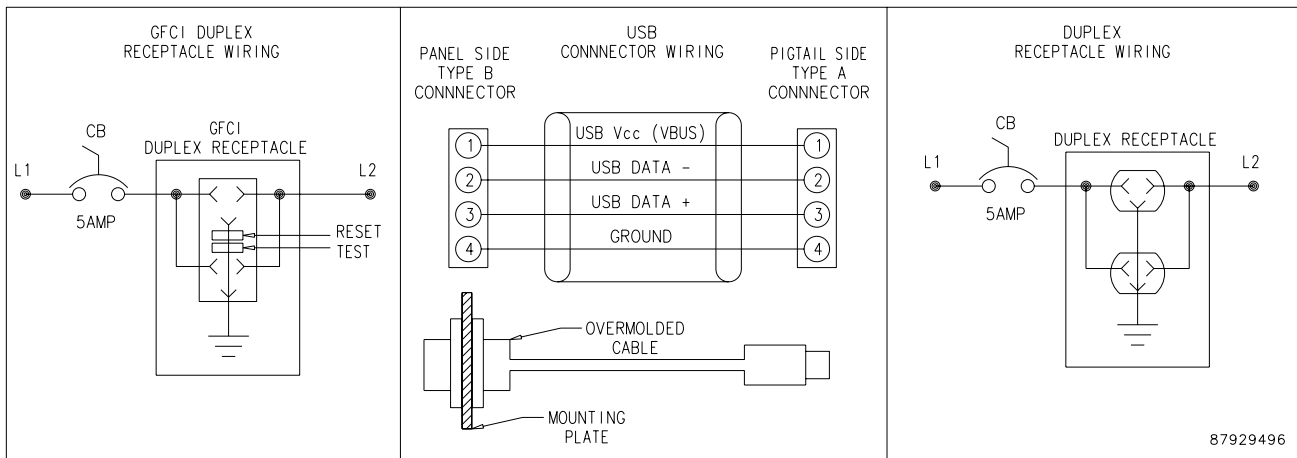 GFCI DUPLEX
RECEPTACLE WIRING
CB
GFCI
DUPLEX RECEPTACLE
L1
L2
5AMP
RESET
TEST
USB
CONNNECTOR WIRING
PANEL SIDE
TYPE B
CONNNECTOR
PIGTAIL SIDE
TYPE A
CONNNECTOR
1 USB Vcc (VBUS) 1
2 USB DATA - 2
3 USB DATA + 3
4 GROUND 4
OVERMOLDED
CABLE
MOUNTING
PLATE
DUPLEX
RECEPTACLE WIRING
CB
DUPLEX RECEPTACLE
L1
L2
5AMP
87929496